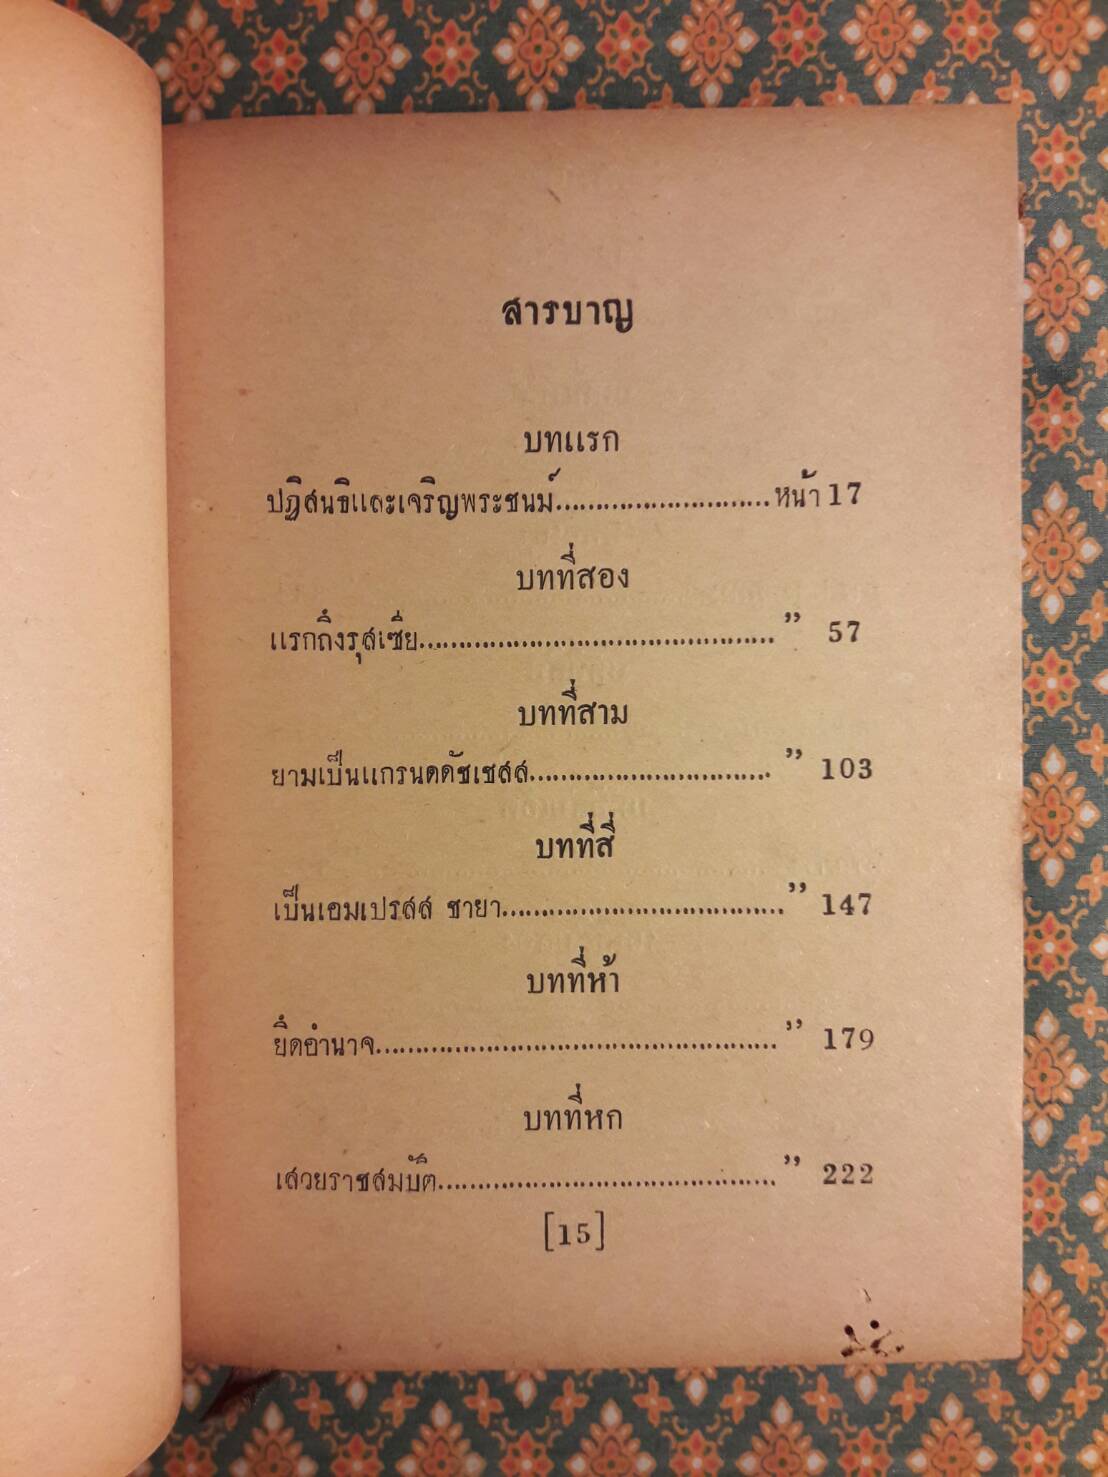 สารบาญ
บทแรก
ปฏิสนธิและเจริญพระชนม์...........................หน้า 17
บทที่สอง
แรกถึงรุสเซีย............................................” 57
บทที่สาม
ยามเป็นแกรนดดัชเชสส..............................” 103
บทที่สี่
เป็นเอมเปรสส ชายา...................................” 147
บทที่ห้า
ยึดอำนาจ..................................................” 179
บทที่หก
เสวยราชสมบัติ..........................................” 222
[15]